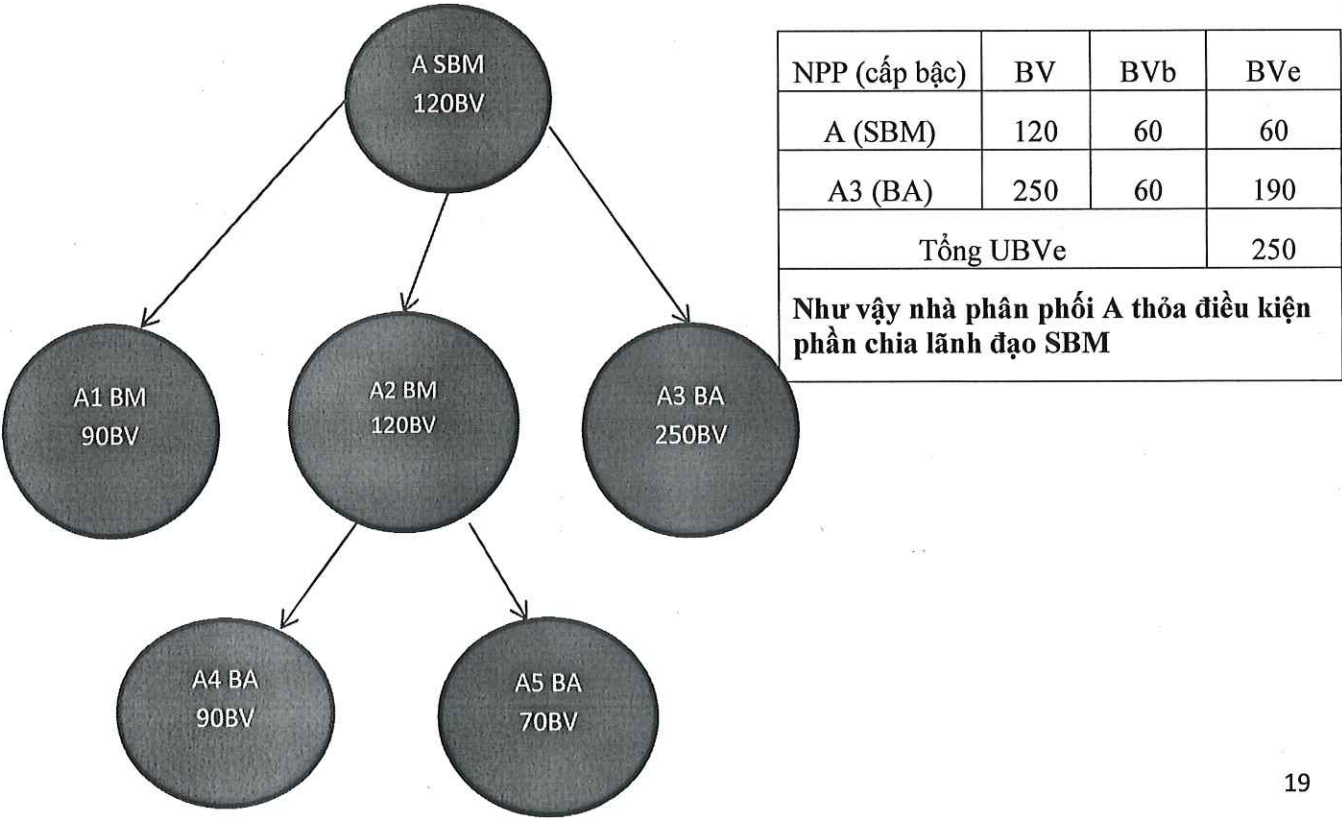 A SBM
120BV
NPP (cấp bậc) BV BVb BVe
A (SBM) 120 60 60
A3 (BA) 250 60 190
Tổng UBVe 250
Như vậy nhà phân phối A thỏa điều kiện
phần chia lãnh đạo SBM
A1 BM
90BV
A2 BM
120BV
A3 BA
250BV
A4 BA
90BV
A5 BA
70BV
19